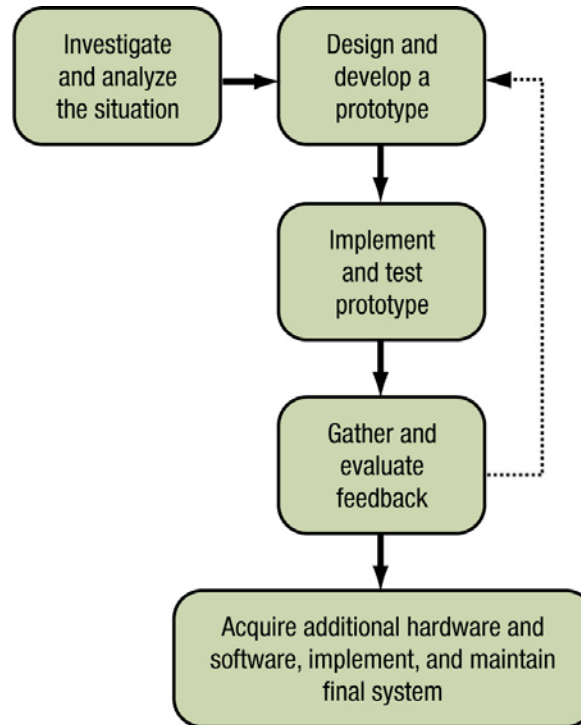 Investigate
and analyze
the situation
Design and
develop a
prototype
Implement
and test
prototype
Gather and
evaluate
feedback
Acquire additional hardware and
software, implement, and maintain
final system